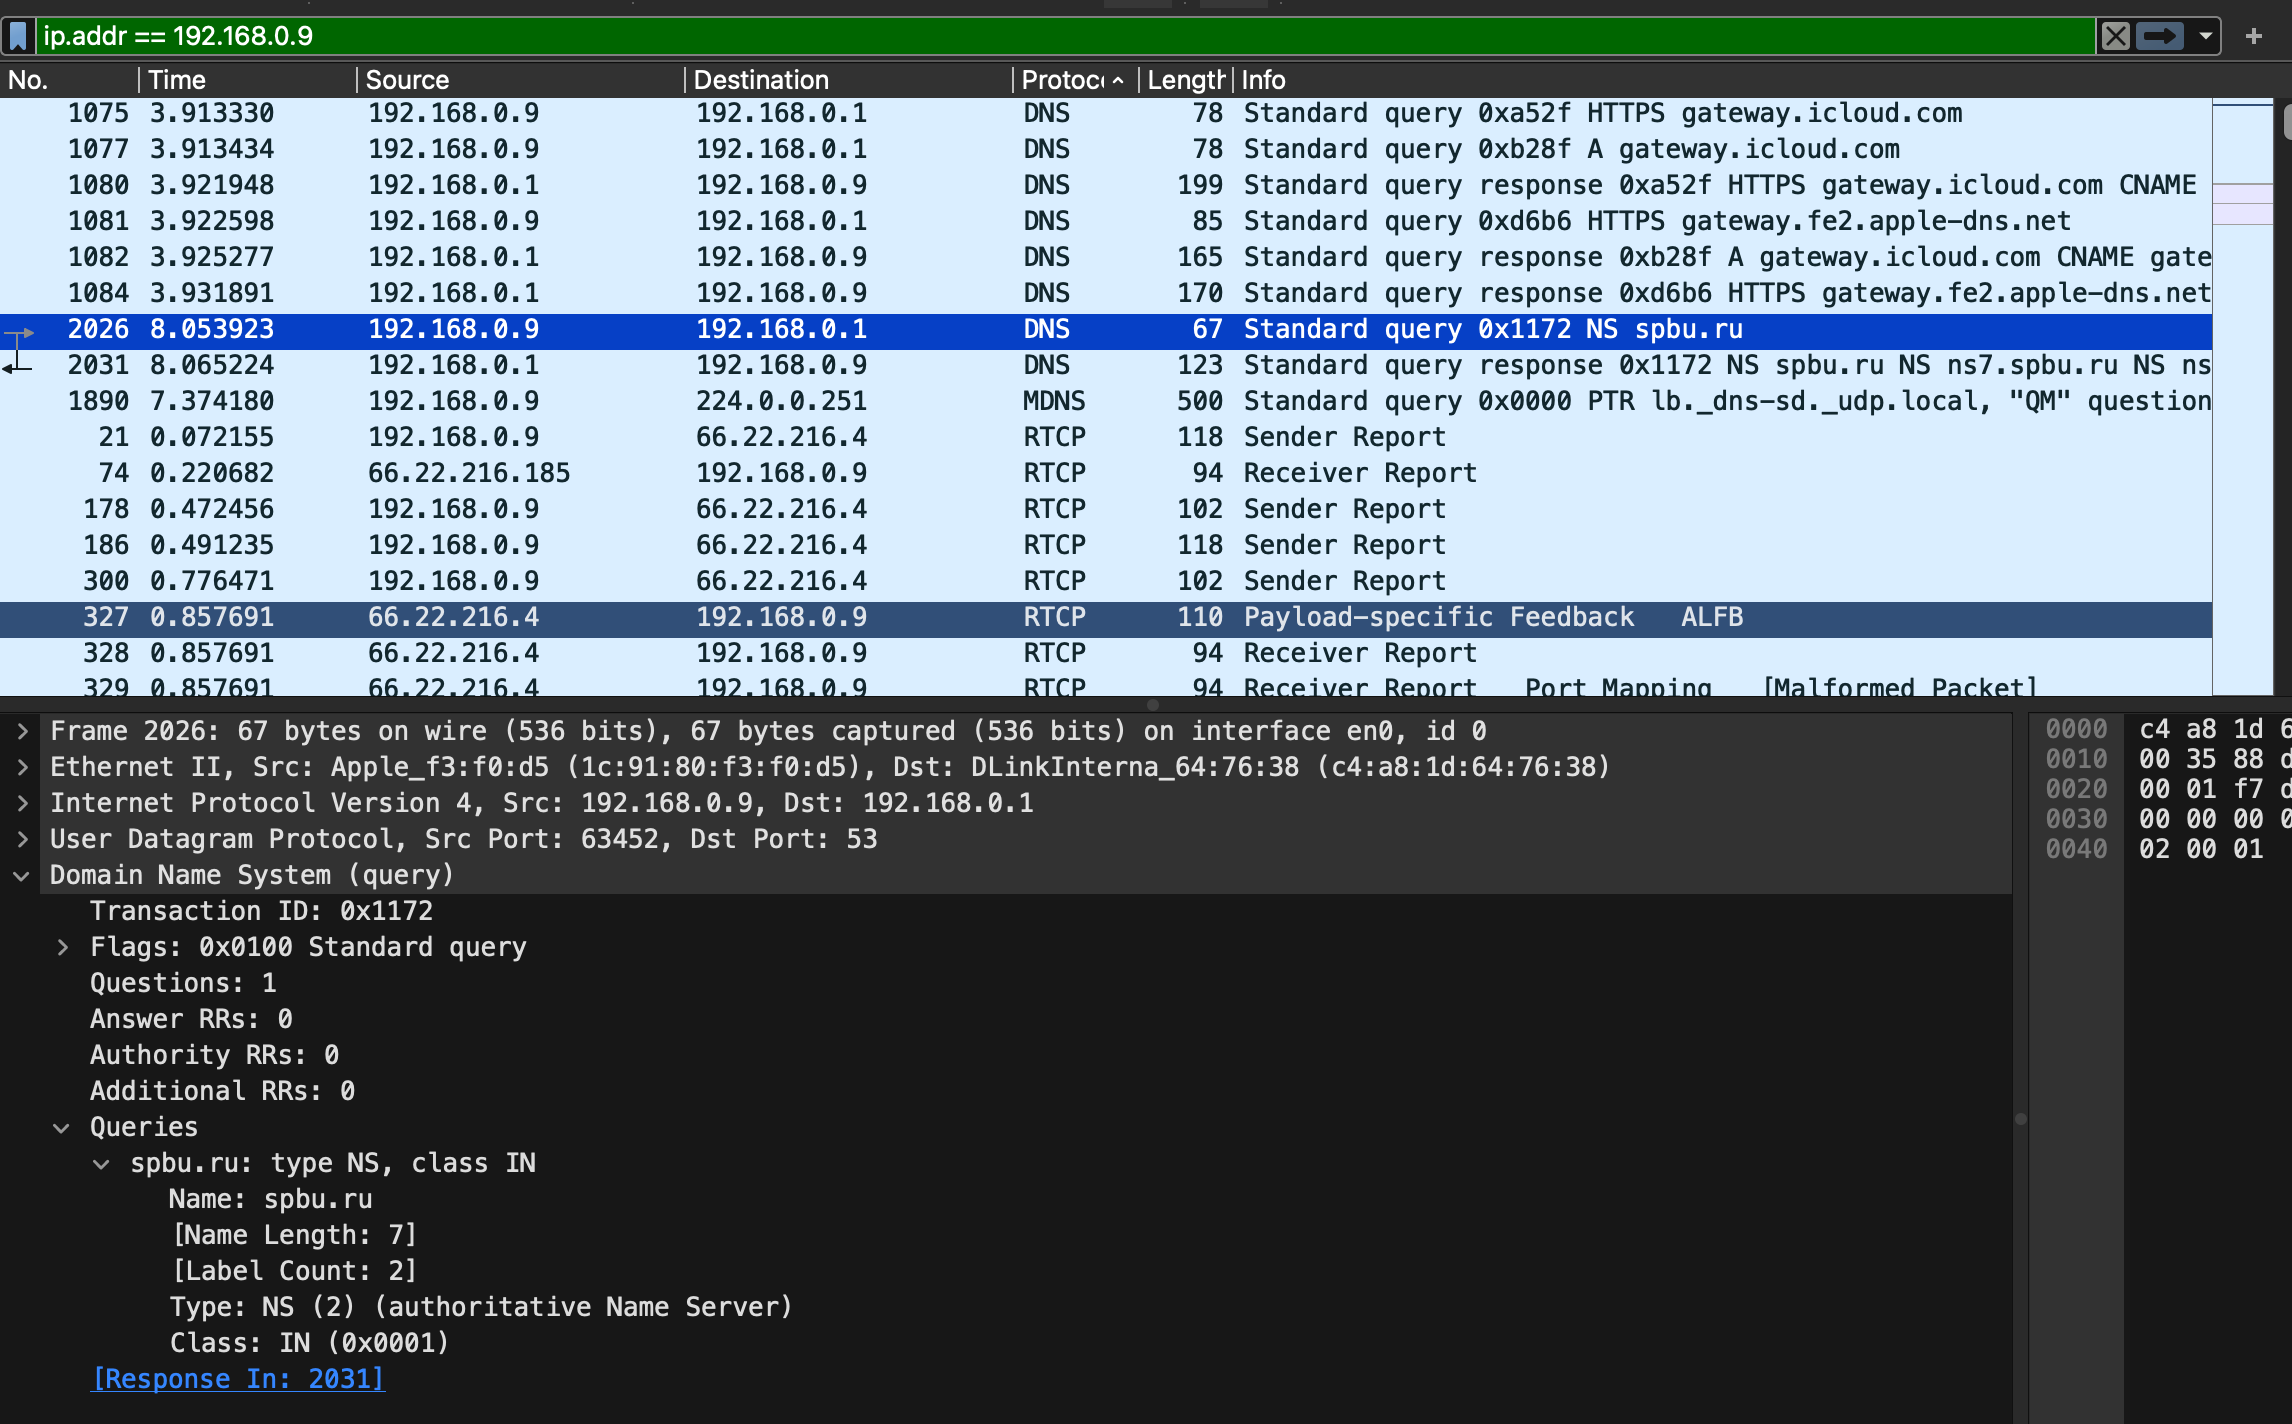 ip.addr == 192.168.0.9
No. Time Source Destination Protoc Length Info
1075 3.913330 192.168.0.9 192.168.0.1 DNS 78 Standard query 0xa52f HTTPS gateway.icloud.com
1077 3.913434 192.168.0.9 192.168.0.1 DNS 78 Standard query 0xb28f A gateway.icloud.com
1080 3.921948 192.168.0.1 192.168.0.9 DNS 199 Standard query response 0xa52f HTTPS gateway.icloud.com CNAME
1081 3.922598 192.168.0.9 192.168.0.1 DNS 85 Standard query 0xd6b6 HTTPS gateway.fe2.apple-dns.net
1082 3.925277 192.168.0.1 192.168.0.9 DNS 165 Standard query response 0xb28f A gateway.icloud.com CNAME gate
1084 3.931891 192.168.0.1 192.168.0.9 DNS 170 Standard query response 0xd6b6 HTTPS gateway.fe2.apple-dns.net
2026 8.053923 192.168.0.9 192.168.0.1 DNS 67 Standard query 0x1172 NS spbu.ru
2031 8.065224 192.168.0.1 192.168.0.9 DNS 123 Standard query response 0x1172 NS spbu.ru NS ns7.spbu.ru NS ns
1890 7.374180 192.168.0.9 224.0.0.251 MDNS 500 Standard query 0x0000 PTR lb._dns-sd._udp.local, "QM" question
21 0.072155 192.168.0.9 66.22.216.4 RTCP 118 Sender Report
74 0.220682 66.22.216.185 192.168.0.9 RTCP 94 Receiver Report
178 0.472456 192.168.0.9 66.22.216.4 RTCP 102 Sender Report
186 0.491235 192.168.0.9 66.22.216.4 RTCP 118 Sender Report
300 0.776471 192.168.0.9 66.22.216.4 RTCP 102 Sender Report
327 0.857691 66.22.216.4 192.168.0.9 RTCP 110 Payload-specific Feedback ALFB
328 0.857691 66.22.216.4 192.168.0.9 RTCP 94 Receiver Report
329 0.857691 66.22.216.4 192.168.0.9 RTCP 94 Receiver Report Port Mapping [Malformed Packet]
Frame 2026: 67 bytes on wire (536 bits), 67 bytes captured (536 bits) on interface en0, id 0
Ethernet II, Src: Apple_f3:f0:d5 (1c:91:80:f3:f0:d5), Dst: DLinkInterna_64:76:38 (c4:a8:1d:64:76:38)
Internet Protocol Version 4, Src: 192.168.0.9, Dst: 192.168.0.1
User Datagram Protocol, Src Port: 63452, Dst Port: 53
Domain Name System (query)
Transaction ID: 0x1172
Flags: 0x0100 Standard query
Questions: 1
Answer RRs: 0
Authority RRs: 0
Additional RRs: 0
Queries
spbu.ru: type NS, class IN
Name: spbu.ru
[Name Length: 7]
[Label Count: 2]
Type: NS (2) (authoritative Name Server)
Class: IN (0x0001)
[Response In: 2031]
0000 c4 a8 1d 6
0010 00 35 88 d
0020 00 01 f7 d
0030 00 00 00 0
0040 02 00 01